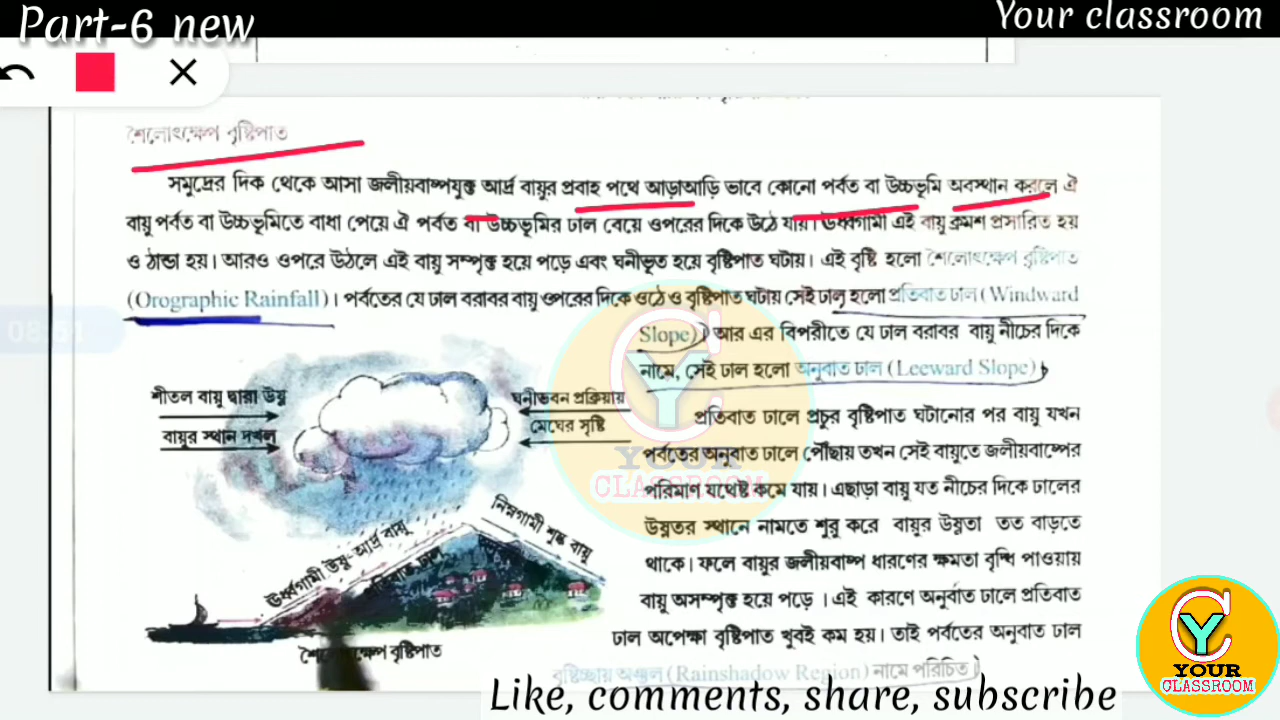 Part-6 new
Your classroom
শৈলোৎক্ষেপ বৃষ্টিপাত
সমুদ্রের দিক থেকে আসা জলীয়বাষ্পযুক্ত আর্দ্র বায়ুর প্রবাহ পথে আড়াআড়ি ভাবে কোনো পর্বত বা উচ্চভূমি অবস্থান করলে ঐ
বায়ু পর্বত বা উচ্চভূমিতে বাধা পেয়ে ঐ পর্বত বা উচ্চভূমির ঢাল বেয়ে ওপরের দিকে উঠে যায়। ঊর্ধ্বগামী এই বায়ু ক্রমশ প্রসারিত হয়
ও ঠান্ডা হয়। আরও ওপরে উঠলে এই বায়ু সম্পৃক্ত হয়ে পড়ে এবং ঘনীভূত হয়ে বৃষ্টিপাত ঘটায়। এই বৃষ্টি হলো শৈলোৎক্ষেপ বৃষ্টিপাত
(Orographic Rainfall)। পর্বতের যে ঢাল বরাবর বায়ু ওপরের দিকে ওঠে ও বৃষ্টিপাত ঘটায় সেই ঢাল হলো প্রতিবাত ঢাল (Windward
Slope)। আর এর বিপরীতে যে ঢাল বরাবর বায়ু নীচের দিকে
নামে, সেই ঢাল হলো অনুবাত ঢাল (Leeward Slope)।
প্রতিবাত ঢালে প্রচুর বৃষ্টিপাত ঘটানোর পর বায়ু যখন
পর্বতের অনুবাত ঢালে পৌঁছায় তখন সেই বায়ুতে জলীয়বাষ্পের
পরিমাণ যথেষ্ট কমে যায়। এছাড়া বায়ু যত নীচের দিকে ঢালের
উষ্ণতর স্থানে নামতে শুরু করে বায়ুর উষ্ণতা তত বাড়তে
থাকে। ফলে বায়ুর জলীয়বাষ্প ধারণের ক্ষমতা বৃদ্ধি পাওয়ায়
বায়ু অসম্পৃক্ত হয়ে পড়ে। এই কারণে অনুবাত ঢালে প্রতিবাত
ঢাল অপেক্ষা বৃষ্টিপাত খুবই কম হয়। তাই পর্বতের অনুবাত ঢাল
বৃষ্টিচ্ছায় অঞ্চল (Rainshadow Region) নামে পরিচিত।
শীতল বায়ু দ্বারা উষ্ণ
বায়ুর স্থান দখল
ঘনীভবন প্রক্রিয়ায়
মেঘের সৃষ্টি
ঊর্ধ্বগামী উষ্ণ-আর্দ্র বায়ু
নিম্নগামী শুষ্ক বায়ু
প্রতিবাত ঢাল
শৈলোৎক্ষেপ বৃষ্টিপাত
YOUR
CLASSROOM
YOUR
CLASSROOM
Like, comments, share, subscribe